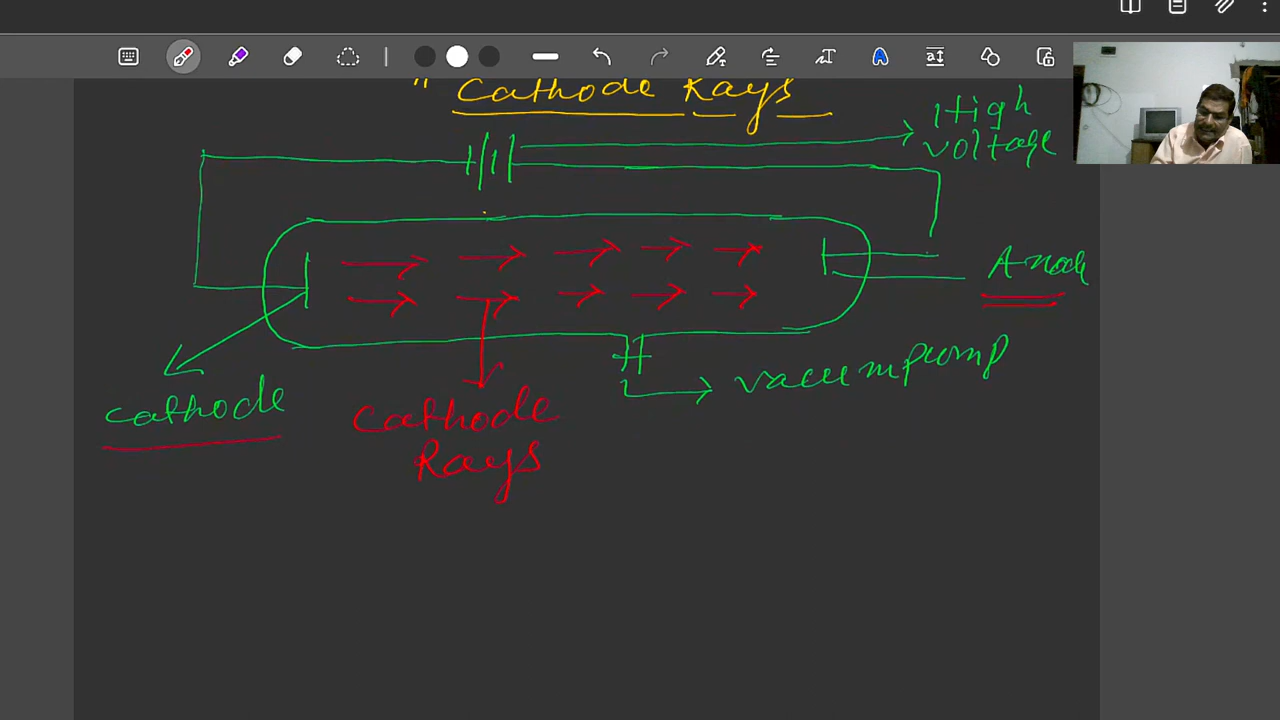 " Cathode Rays
High
voltage
Anode
vacuumpump
cathode
Cathode
Rays